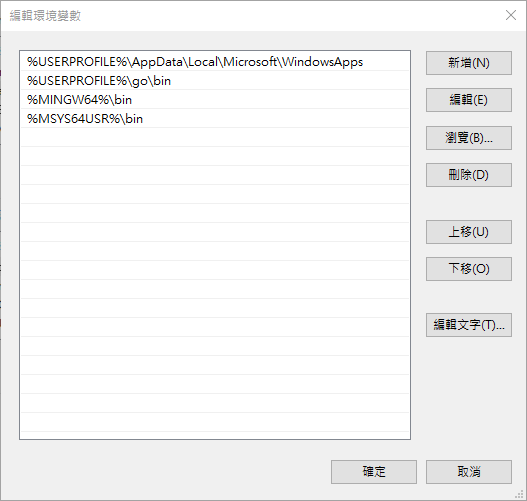 編輯環境變數
%USERPROFILE%\AppData\Local\Microsoft\WindowsApps
%USERPROFILE%\go\bin
%MINGW64%\bin
%MSYS64USR%\bin
新增(N)
編輯(E)
瀏覽(B)...
刪除(D)
上移(U)
下移(O)
編輯文字(T)...
確定
取消